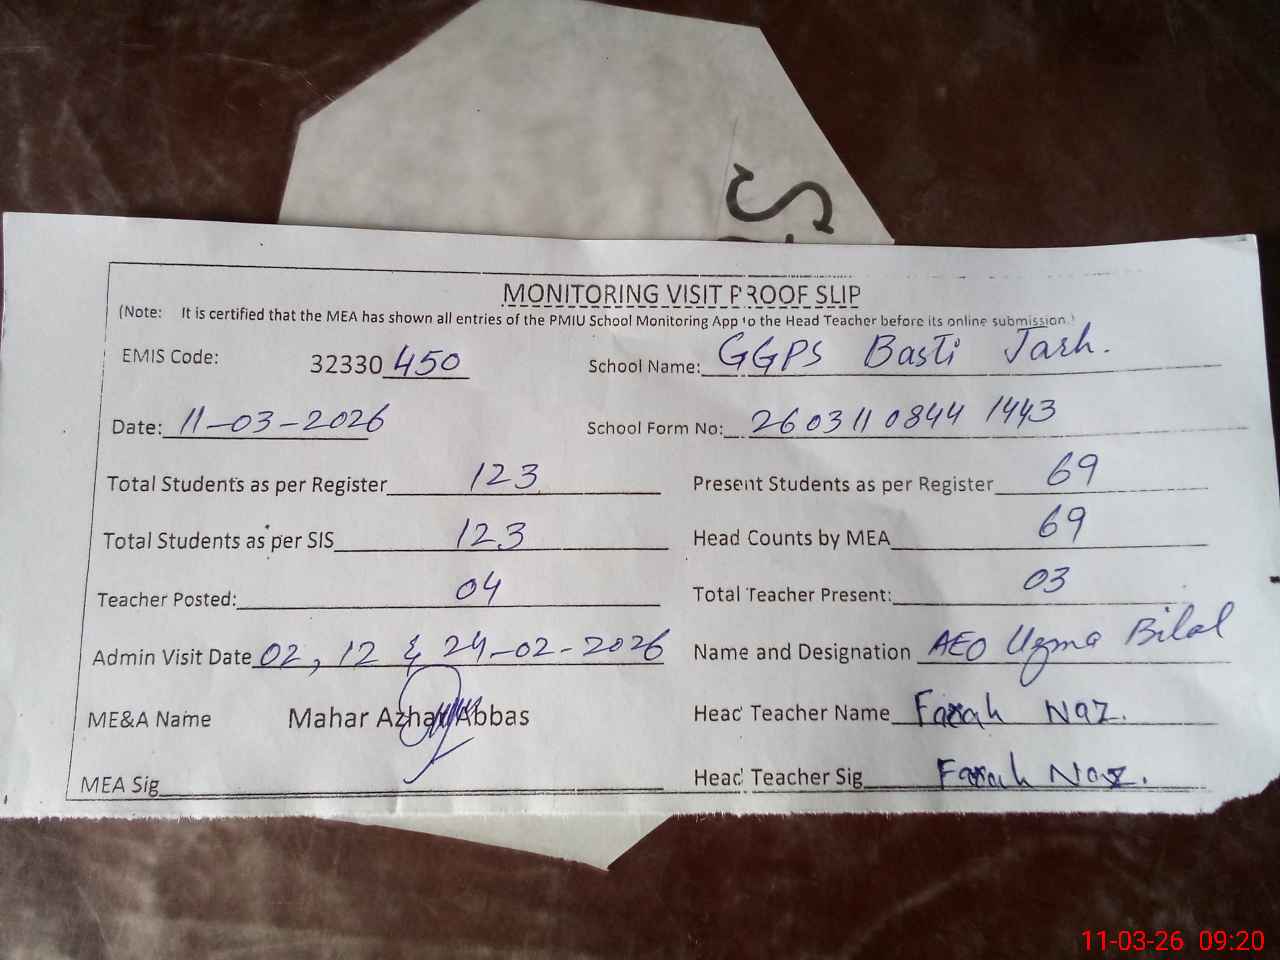 MONITORING VISIT PROOF SLIP
(Note: It is certified that the MEA has shown all entries of the PMIU School Monitoring App to the Head Teacher before its online submission.)
EMIS Code: 32330 450 School Name: GGPS Basti Jarh.
Date: 11-03-2026 School Form No: 260311 0844 1443
Total Students as per Register 123 Present Students as per Register 69
Total Students as per SIS 123 Head Counts by MEA 69
Teacher Posted: 04 Total Teacher Present: 03
Admin Visit Date 02, 12 & 24-02-2026 Name and Designation AEO Uzma Bilal
ME&A Name Mahar Azhar Abbas Head Teacher Name Farah Naz.
MEA Sig Head Teacher Sig Farah Naz.
11-03-26 09:20